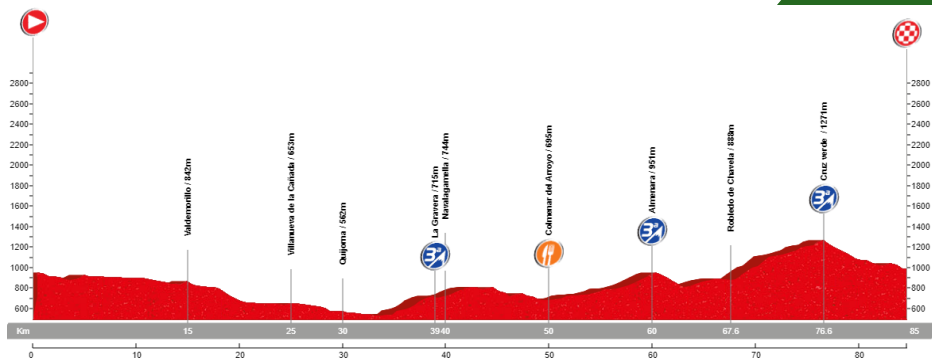 2800
2600
2400
2200
2000
1800
1600
1400
1200
1000
800
600
Valdemorillo / 842m
Villanueva de la Cañada / 653m
Quijorna / 562m
La Gravera / 715m
Navalagamella / 744m
Colmenar del Arroyo / 695m
Almenara / 951m
Robledo de Chavela / 888m
Cruz verde / 1271m
3ª
3ª
3ª
2800
2600
2400
2200
2000
1800
1600
1400
1200
1000
800
600
Km 15 25 30 39 40 50 60 67.6 76.6 85
0 10 20 30 40 50 60 70 80